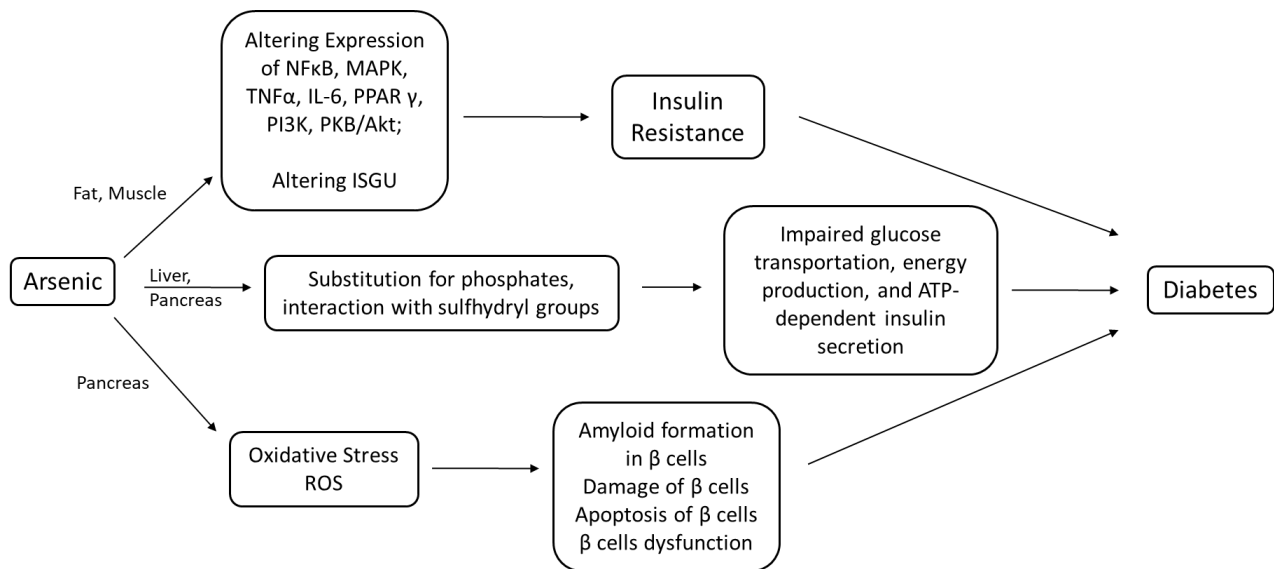 Altering Expression
of NFκB, MAPK,
TNFα, IL-6, PPAR γ,
PI3K, PKB/Akt;
Altering ISGU
Insulin
Resistance
Fat, Muscle
Arsenic
Liver,
Pancreas
Substitution for phosphates,
interaction with sulfhydryl groups
Impaired glucose
transportation, energy
production, and ATP-
dependent insulin
secretion
Diabetes
Pancreas
Oxidative Stress
ROS
Amyloid formation
in β cells
Damage of β cells
Apoptosis of β cells
β cells dysfunction